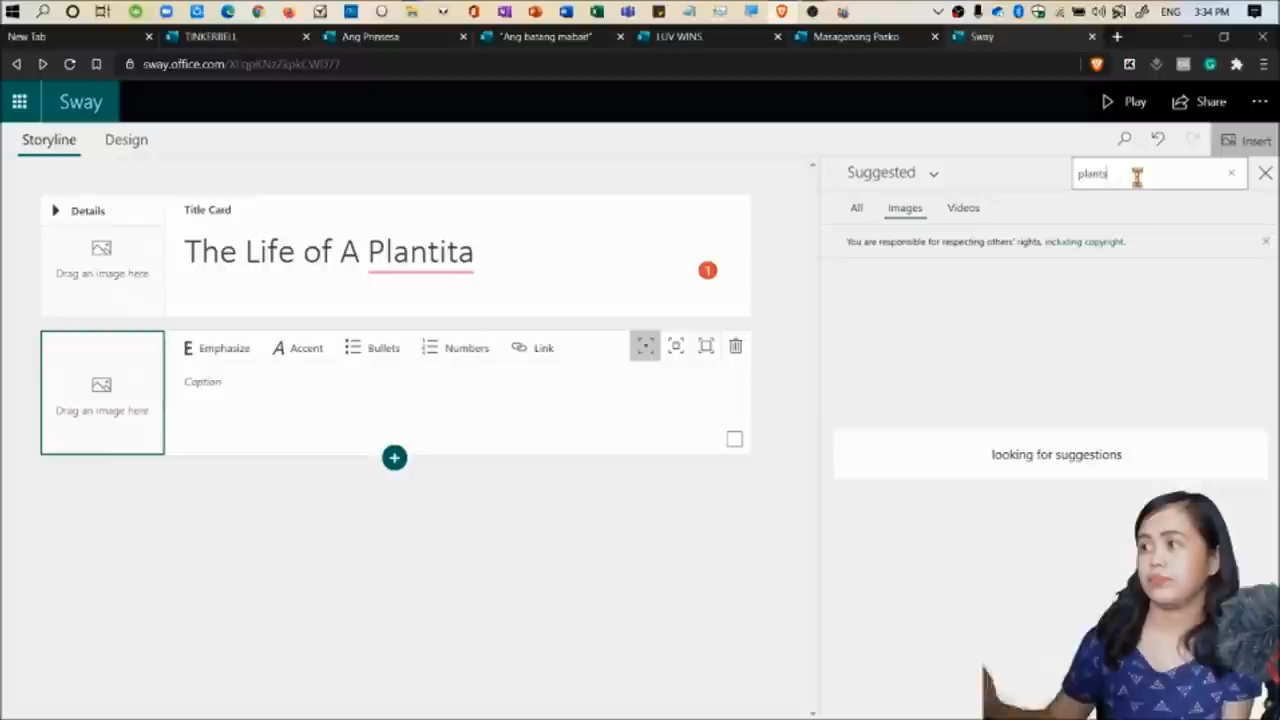 ENG
3:34 PM
New Tab
TINKERBELL
Ang Prinsesa
"Ang batang mabait"
LUV WINS.
Masaganang Pasko
Sway
Sway
Play
Share
Storyline
Design
Insert
Suggested
plants
Details
Title Card
All
Images
Videos
The Life of A Plantita
You are responsible for respecting others' rights, including copyright.
Drag an image here
1
E Emphasize
A Accent
Bullets
Numbers
Link
Caption
Drag an image here
looking for suggestions